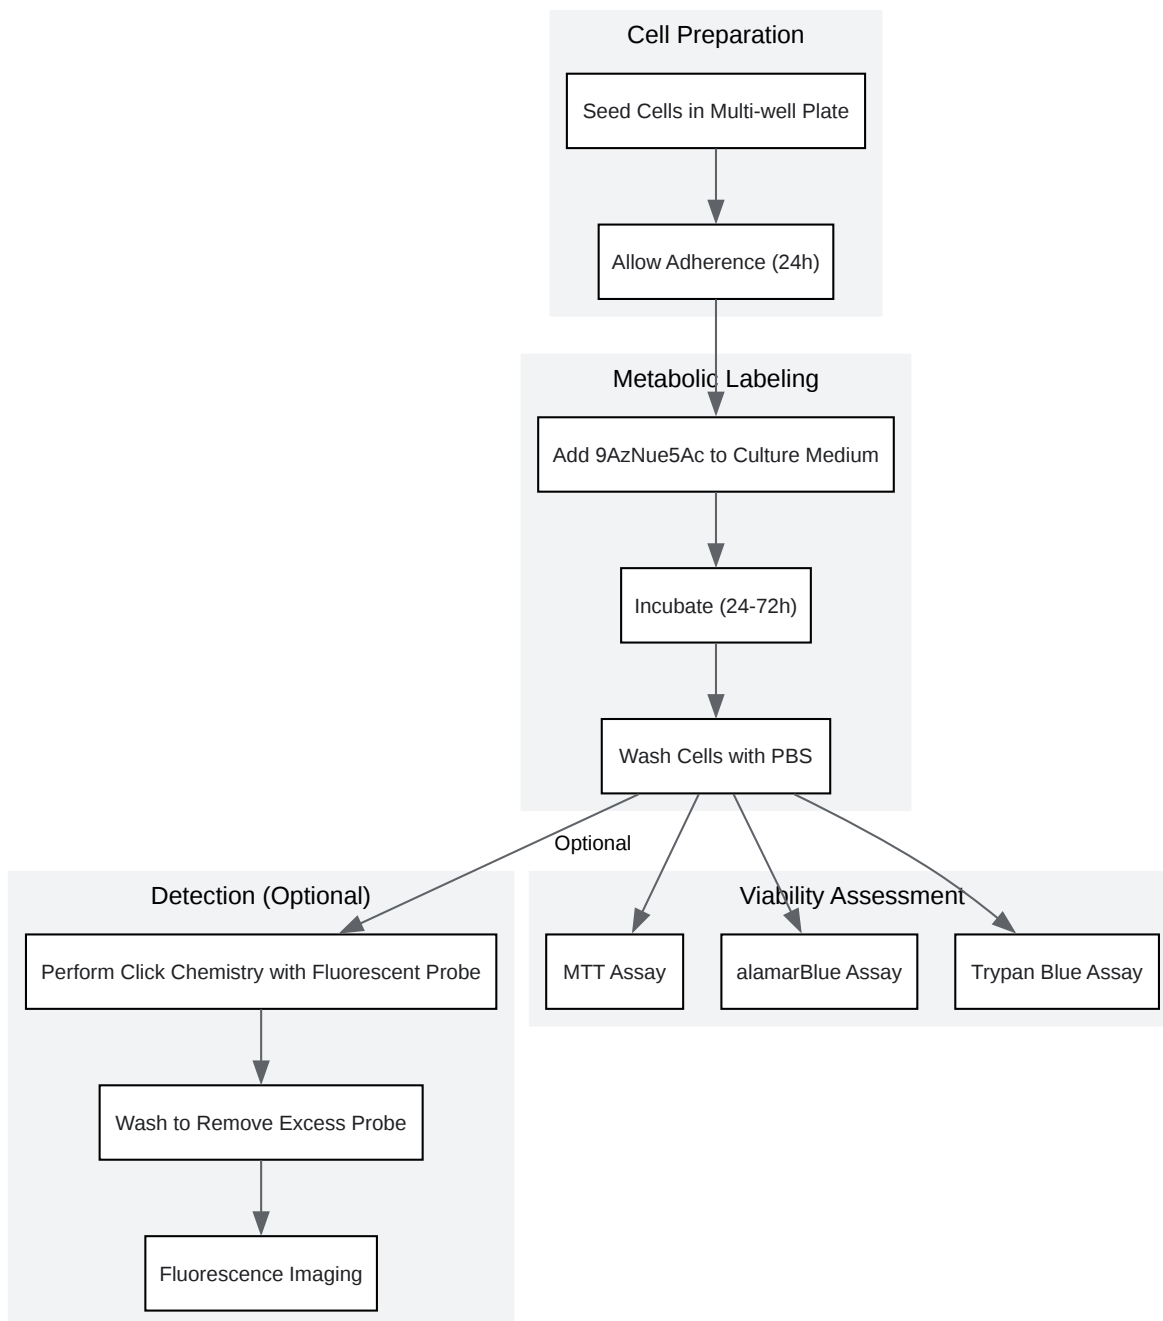 Cell Preparation
Seed Cells in Multi-well Plate
Allow Adherence (24h)
Metabolic Labeling
Add 9AzNue5Ac to Culture Medium
Incubate (24-72h)
Wash Cells with PBS
Optional
Detection (Optional)
Perform Click Chemistry with Fluorescent Probe
Wash to Remove Excess Probe
Fluorescence Imaging
Viability Assessment
MTT Assay
alamarBlue Assay
Trypan Blue Assay